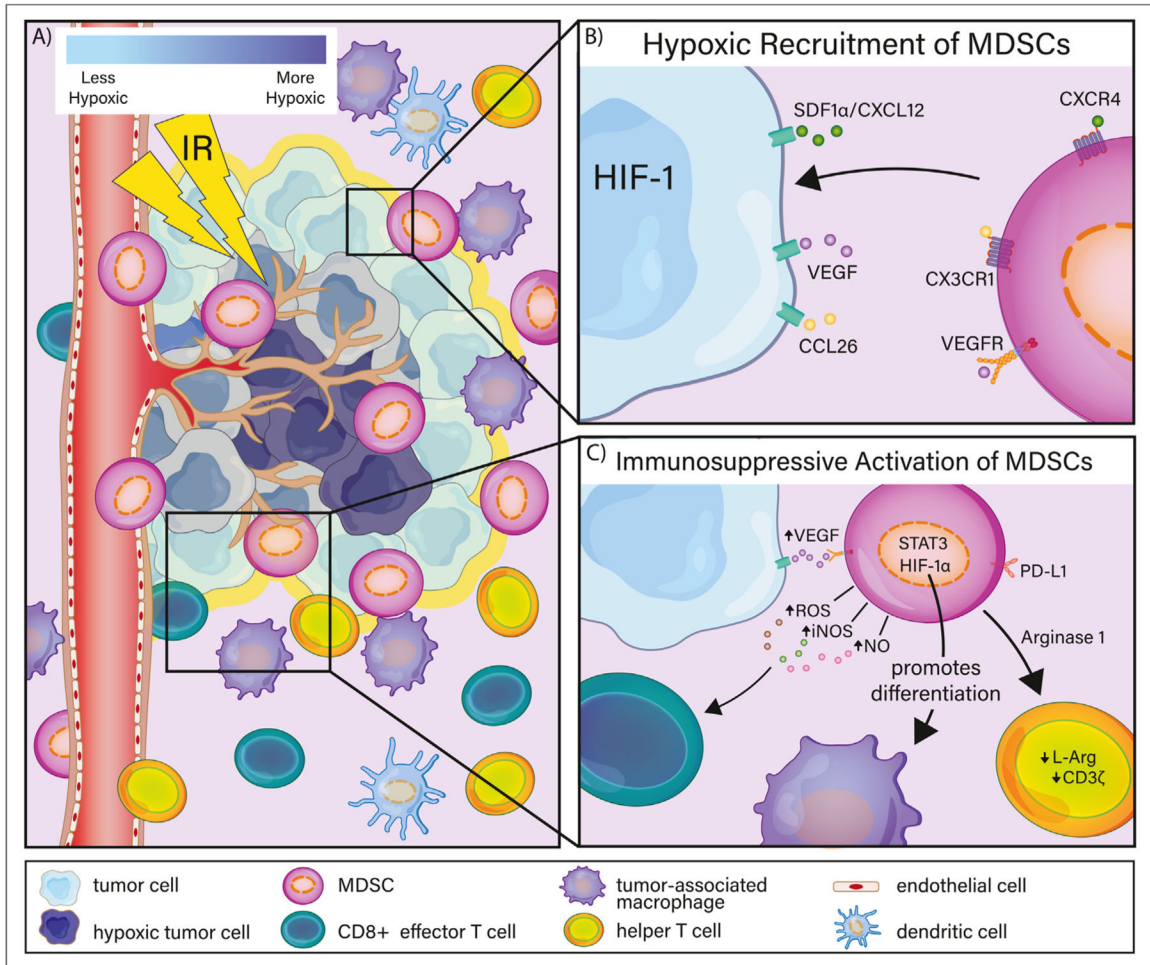 A)
Less
Hypoxic
More
Hypoxic
IR
B)
Hypoxic Recruitment of MDSCs
SDF1α/CXCL12
CXCR4
HIF-1
VEGF
CX3CR1
CCL26
VEGFR
C)
Immunosuppressive Activation of MDSCs
↑VEGF
STAT3
HIF-1α
PD-L1
↑ROS
↑iNOS
↑NO
Arginase 1
promotes
differentiation
↓L-Arg
↓CD3ζ
tumor cell
MDSC
tumor-associated
macrophage
endothelial cell
hypoxic tumor cell
CD8+ effector T cell
helper T cell
dendritic cell